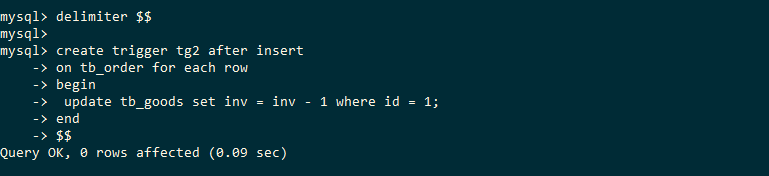 mysql> delimiter $$
mysql>
mysql> create trigger tg2 after insert
    -> on tb_order for each row
    -> begin
    ->  update tb_goods set inv = inv - 1 where id = 1;
    -> end
    -> $$
Query OK, 0 rows affected (0.09 sec)